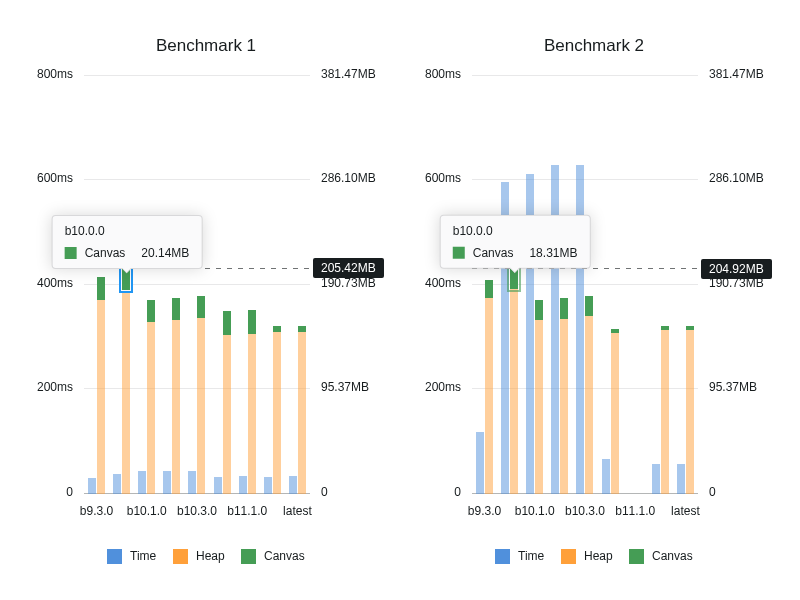 Benchmark 1
800ms
381.47MB
600ms
286.10MB
b10.0.0
Canvas 20.14MB
205.42MB
400ms
190.73MB
200ms
95.37MB
0
0
b9.3.0 b10.1.0 b10.3.0 b11.1.0 latest
Time Heap Canvas
Benchmark 2
800ms
381.47MB
600ms
286.10MB
b10.0.0
Canvas 18.31MB
204.92MB
400ms
190.73MB
200ms
95.37MB
0
0
b9.3.0 b10.1.0 b10.3.0 b11.1.0 latest
Time Heap Canvas